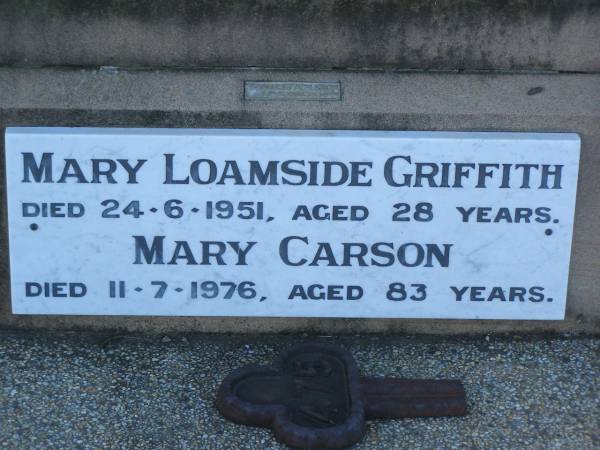 MARY LOAMSIDE GRIFFITH
DIED 24·6·1951, AGED 28 YEARS.
MARY CARSON
DIED 11·7·1976, AGED 83 YEARS.